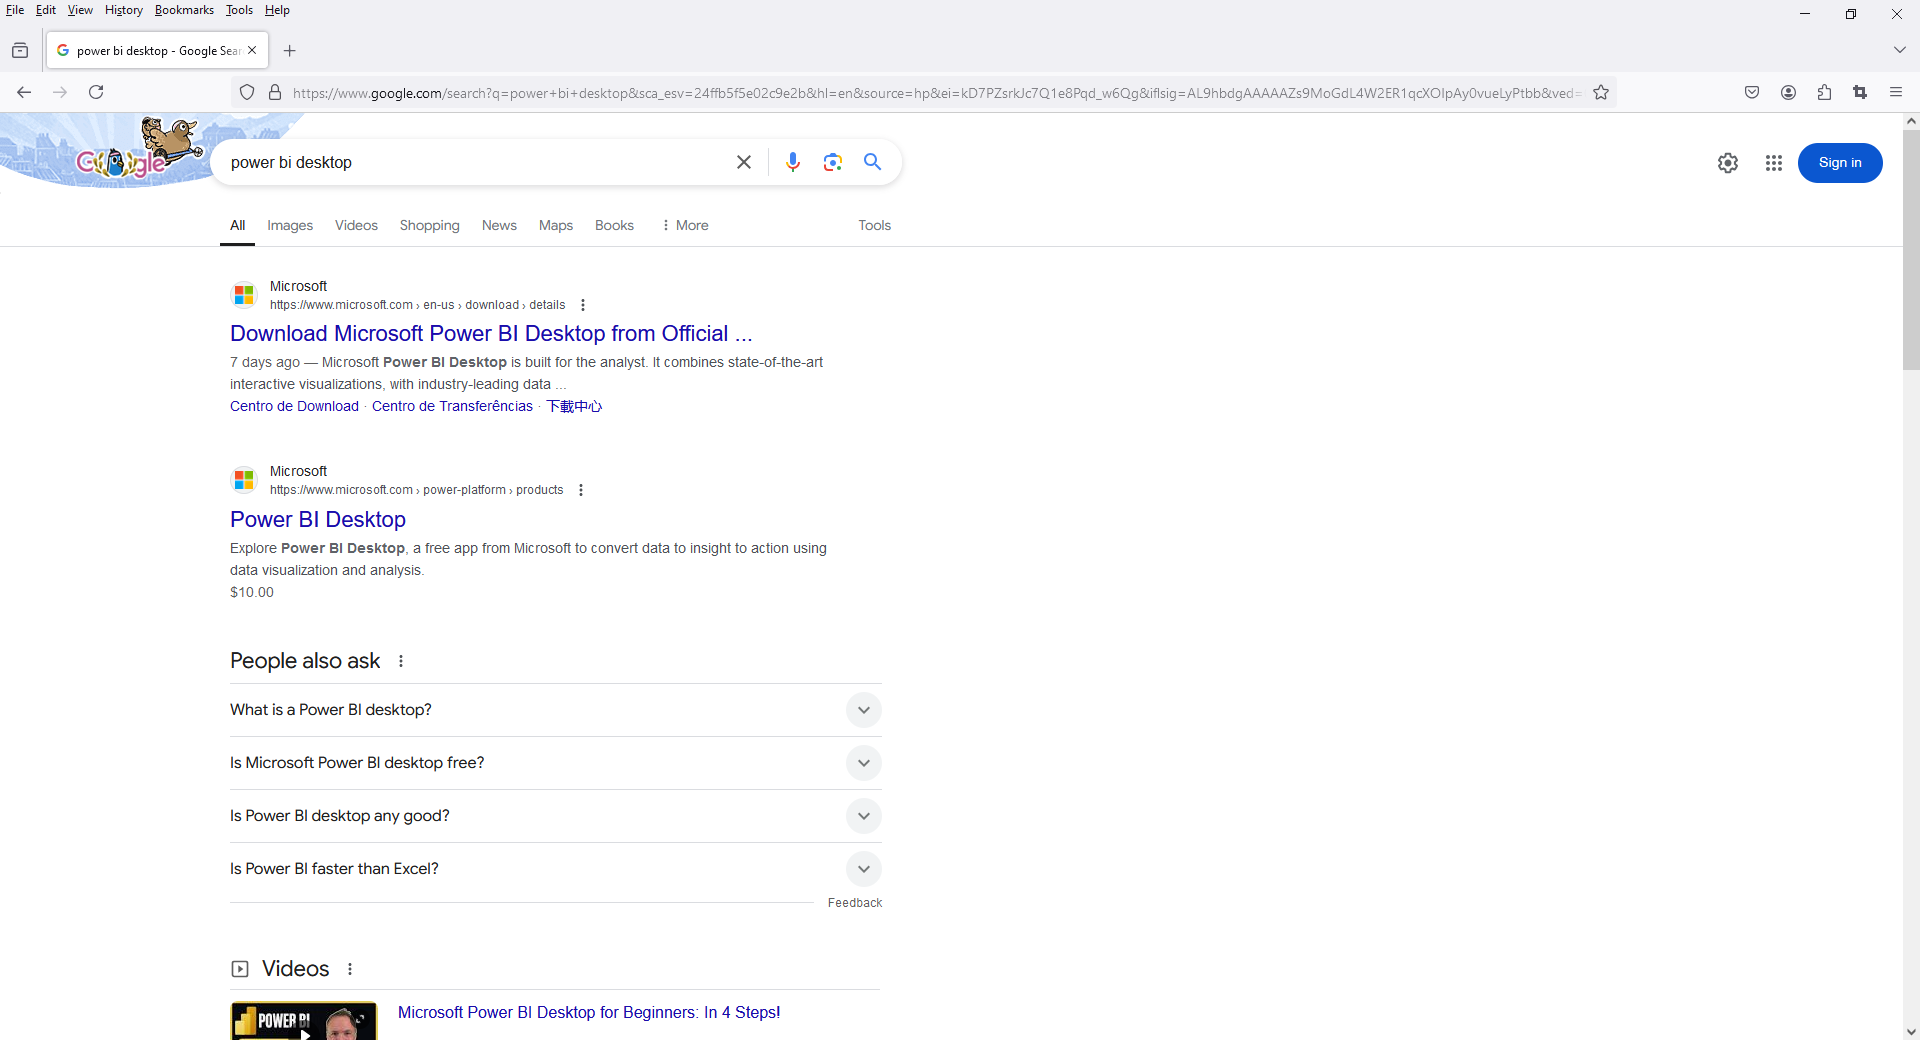 File Edit View History Bookmarks Tools Help
power bi desktop - Google Sear
https://www.google.com/search?q=power+bi+desktop&sca_esv=24ffb5f5e02c9e2b&hl=en&source=hp&ei=kD7PZsrkJc7Q1e8Pqd_w6Qg&iflsig=AL9hbdgAAAAAZs9MoGdL4W2ER1qcXOIpAy0vueLyPtbb&ved=
Google
power bi desktop
Sign in
All Images Videos Shopping News Maps Books More Tools
Microsoft
https://www.microsoft.com › en-us › download › details
Download Microsoft Power BI Desktop from Official ...
7 days ago — Microsoft Power BI Desktop is built for the analyst. It combines state-of-the-art
interactive visualizations, with industry-leading data ...
Centro de Download · Centro de Transferências · 下載中心
Microsoft
https://www.microsoft.com › power-platform › products
Power BI Desktop
Explore Power BI Desktop, a free app from Microsoft to convert data to insight to action using
data visualization and analysis.
$10.00
People also ask
What is a Power BI desktop?
Is Microsoft Power BI desktop free?
Is Power BI desktop any good?
Is Power BI faster than Excel?
Feedback
Videos
POWER BI
Microsoft Power BI Desktop for Beginners: In 4 Steps!